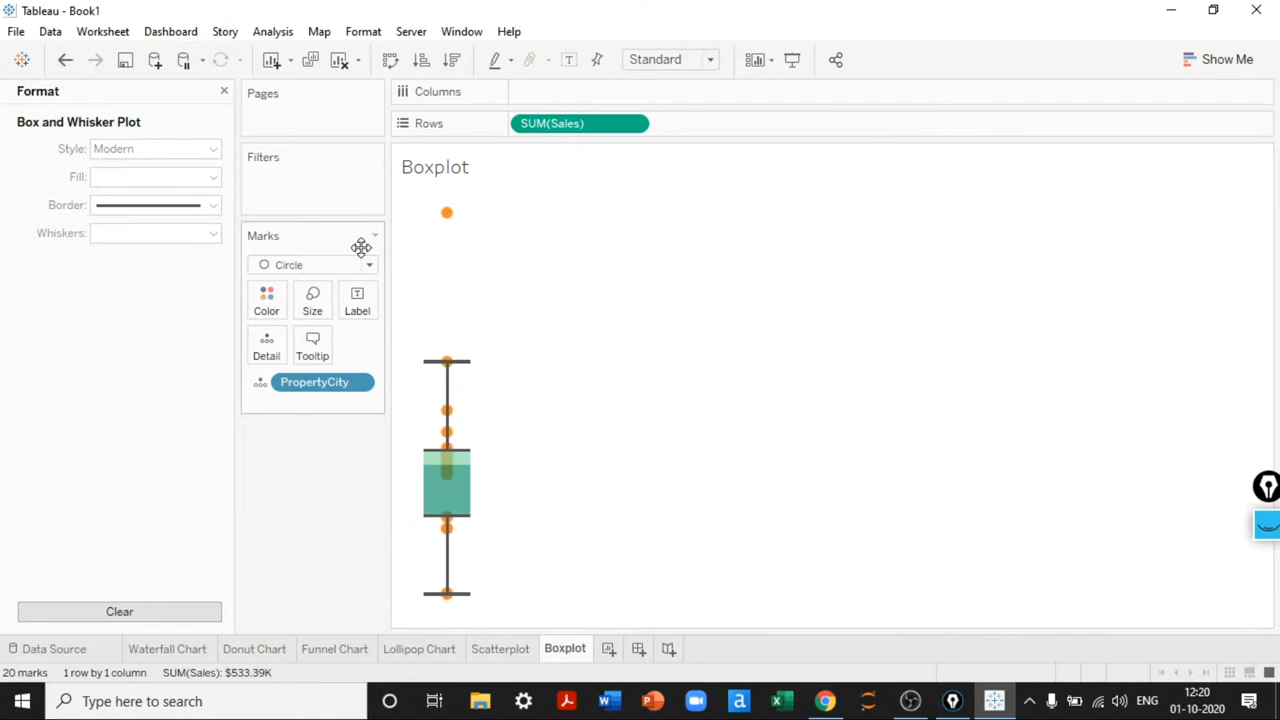 Tableau - Book1
File Data Worksheet Dashboard Story Analysis Map Format Server Window Help
Standard
Show Me
Format
Box and Whisker Plot
Style: Modern
Fill:
Border:
Whiskers:
Clear
Pages
Filters
Marks
Circle
Color Size Label
Detail Tooltip
PropertyCity
Columns
Rows SUM(Sales)
Boxplot
Data Source Waterfall Chart Donut Chart Funnel Chart Lollipop Chart Scatterplot Boxplot
20 marks 1 row by 1 column SUM(Sales): $533.39K
Type here to search
ENG
12:20
01-10-2020